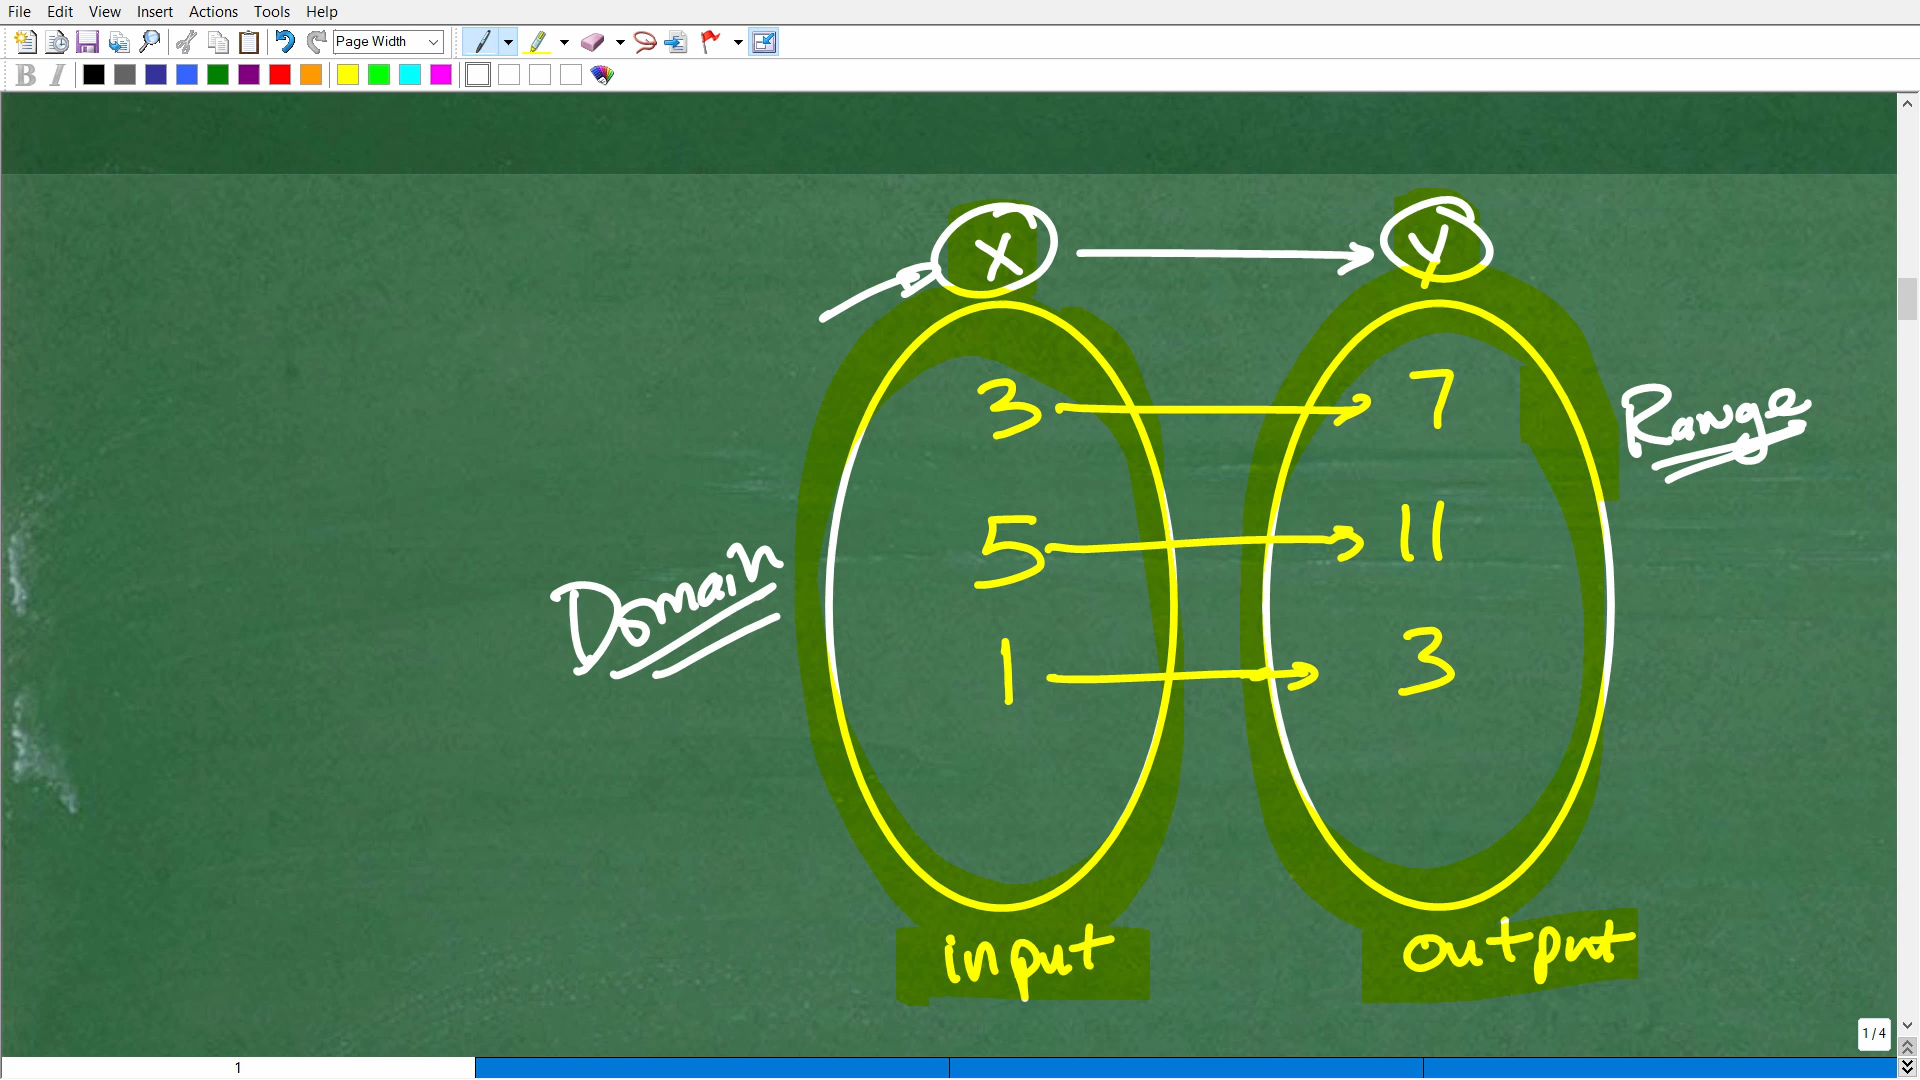 File Edit View Insert Actions Tools Help
Page Width
B I
X → Y
3 → 7
Range
5 → 11
Domain
1 → 3
input output
1 / 4
1